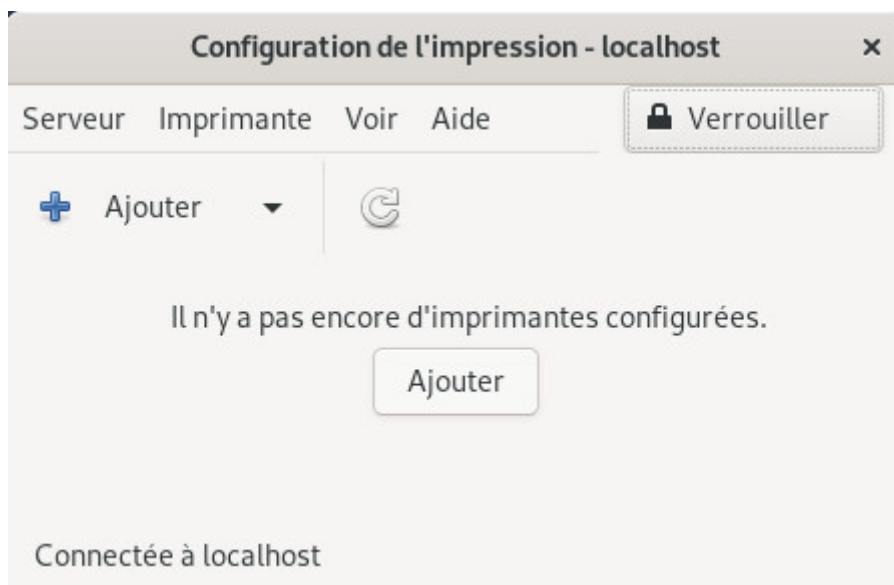 Configuration de l'impression - localhost ×
Serveur Imprimante Voir Aide Verrouiller
Ajouter
Il n'y a pas encore d'imprimantes configurées.
Ajouter
Connectée à localhost